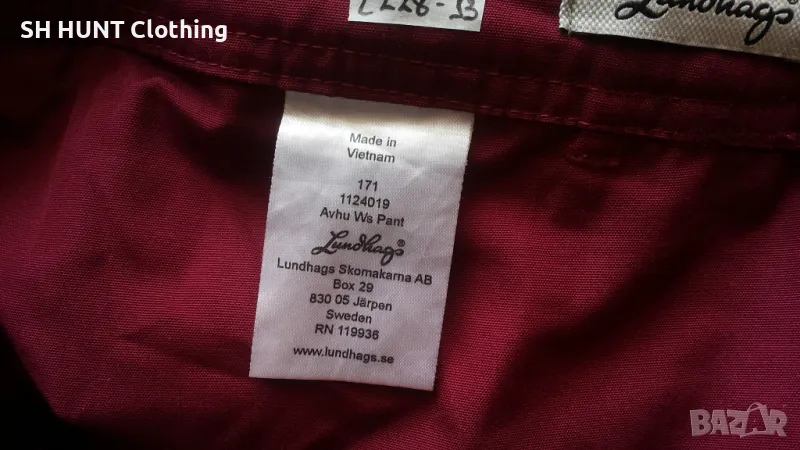 SH HUNT Clothing
Lundhags®
Made in
Vietnam
171
1124019
Avhu Ws Pant
Lundhags®
Lundhags Skomakarna AB
Box 29
830 05 Järpen
Sweden
RN 119936
www.lundhags.se
BAZAR